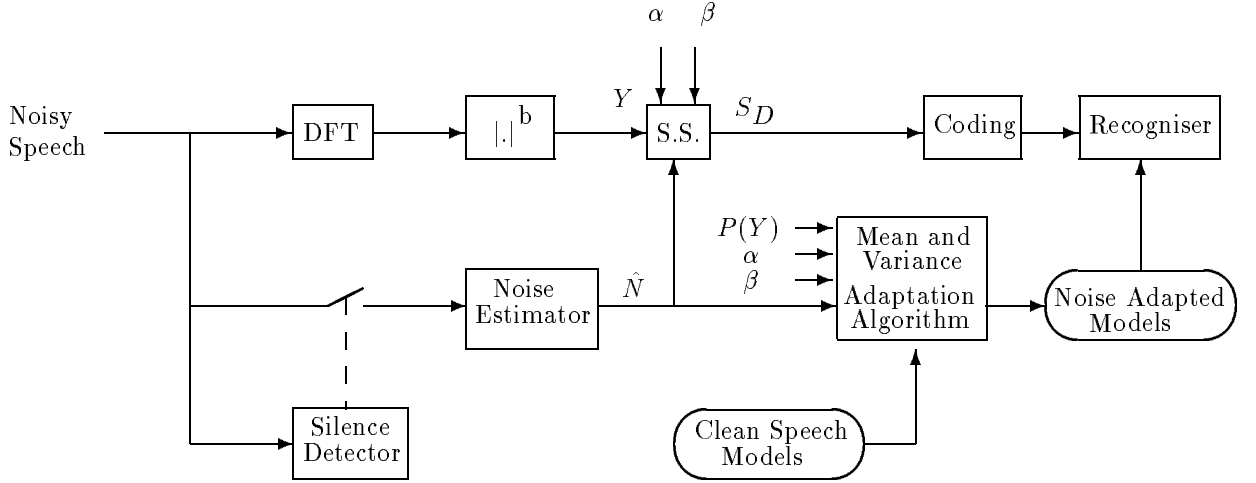 α β
Noisy
Speech
DFT
|.|^b
Y
S.S.
S_D
Coding
Recogniser
P(Y)
α
β
Mean and
Variance
Adaptation
Algorithm
Noise
Estimator
N̂
Noise Adapted
Models
Silence
Detector
Clean Speech
Models